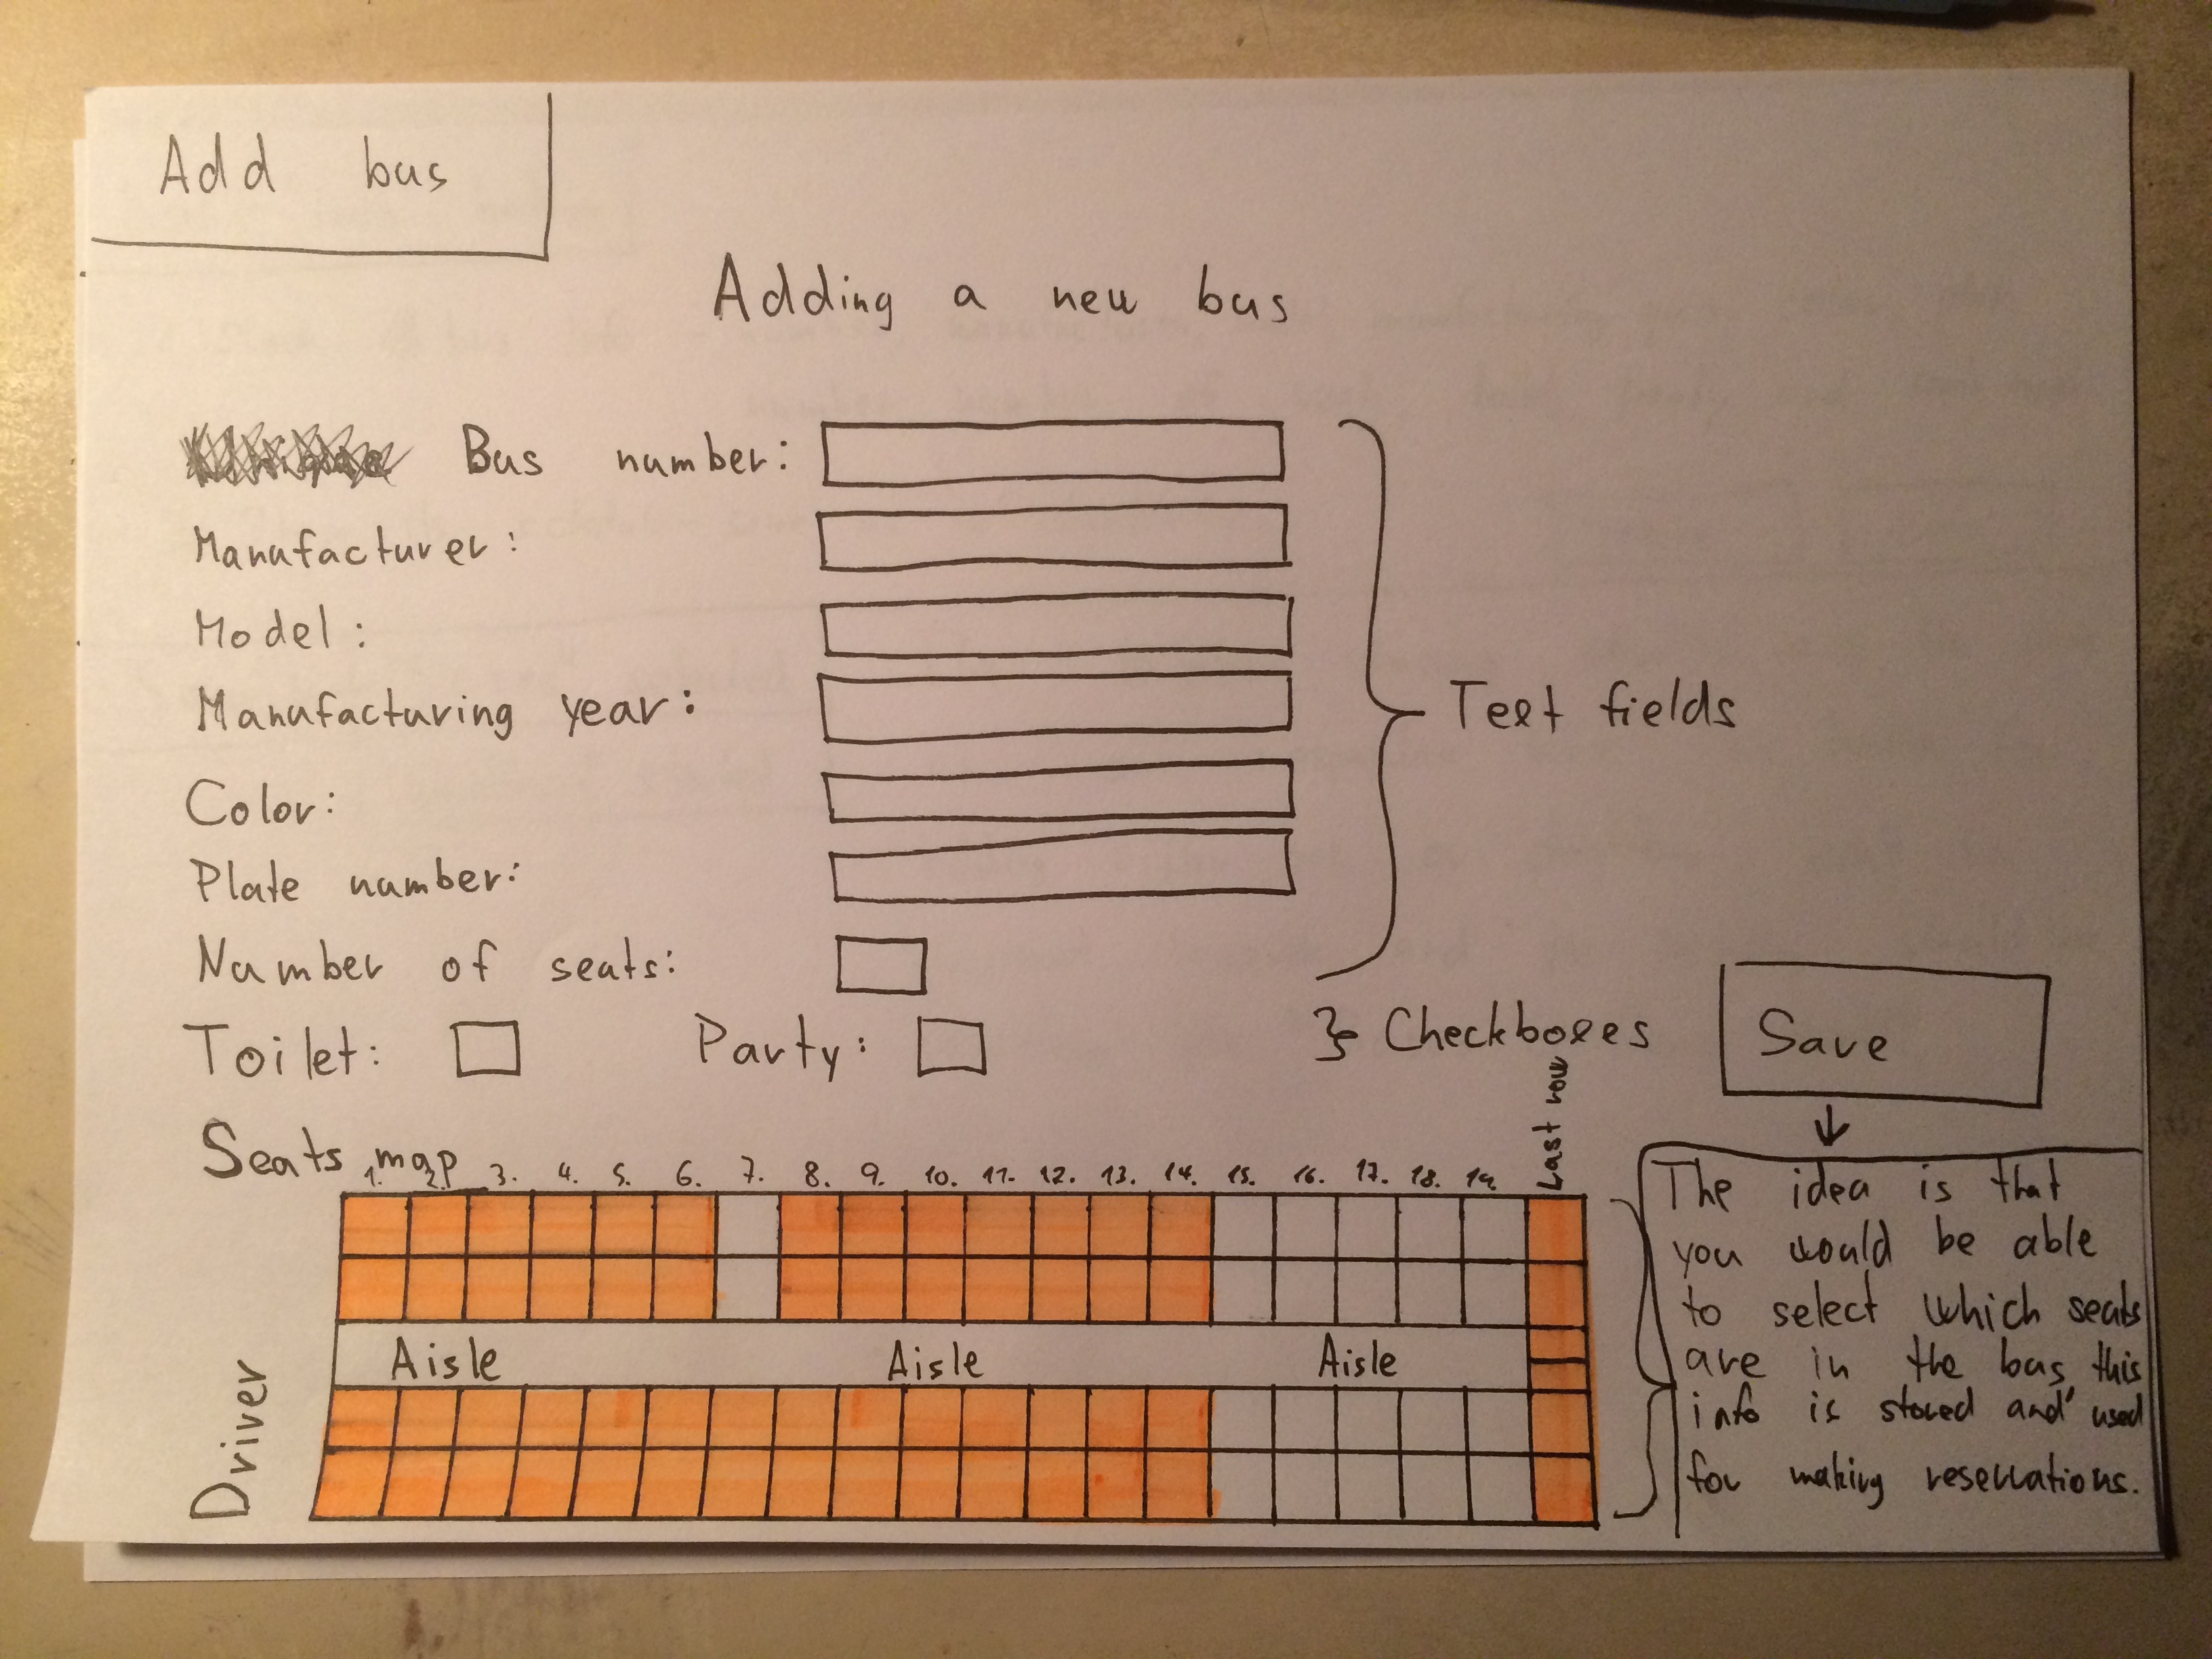 Add bus
Adding a new bus
Bus number:
Manufacturer:
Model:
Manufacturing year:
Text fields
Color:
Plate number:
Number of seats:
Toilet:
Party:
} Checkboxes
Save
Seats map
1. 2. 3. 4. 5. 6. 7. 8. 9. 10. 11. 12. 13. 14. 15. 16. 17. 18. 19.
Last row
Aisle Aisle Aisle
Driver
The idea is that
you would be able
to select which seats
are in the bus, this
info is stored and used
for making reservations.